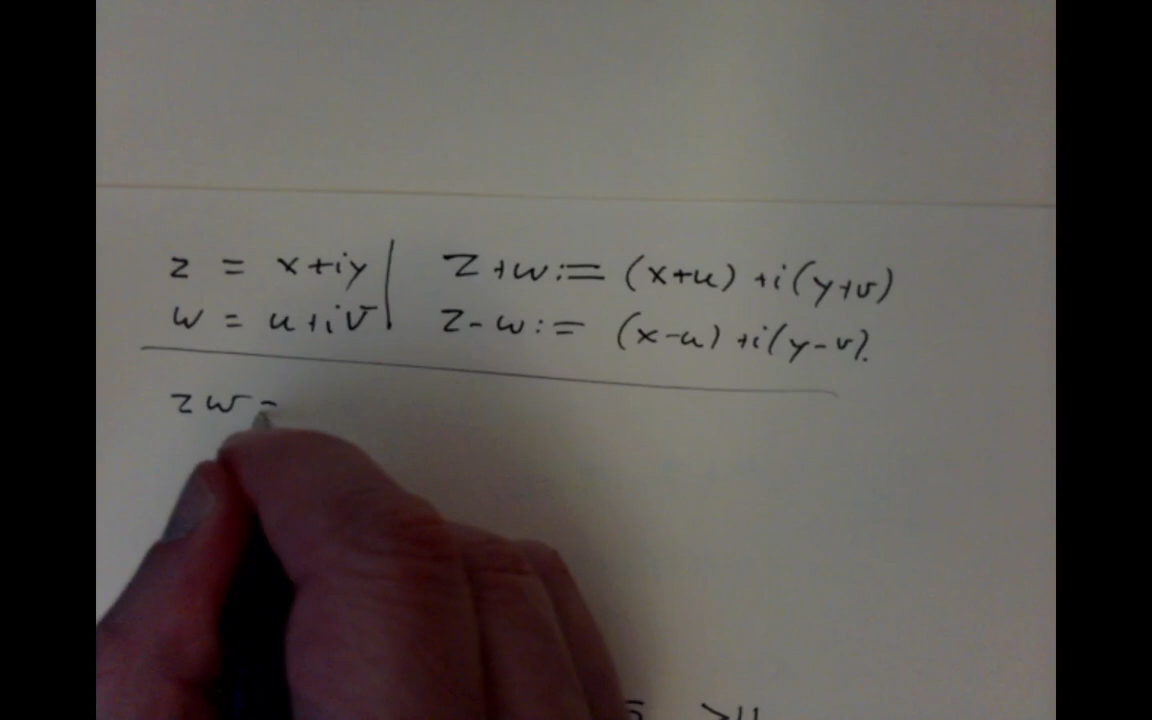 z = x+iy | z+w := (x+u) +i(y+v)
w = u+iv | z-w := (x-u) +i(y-v).
zw =